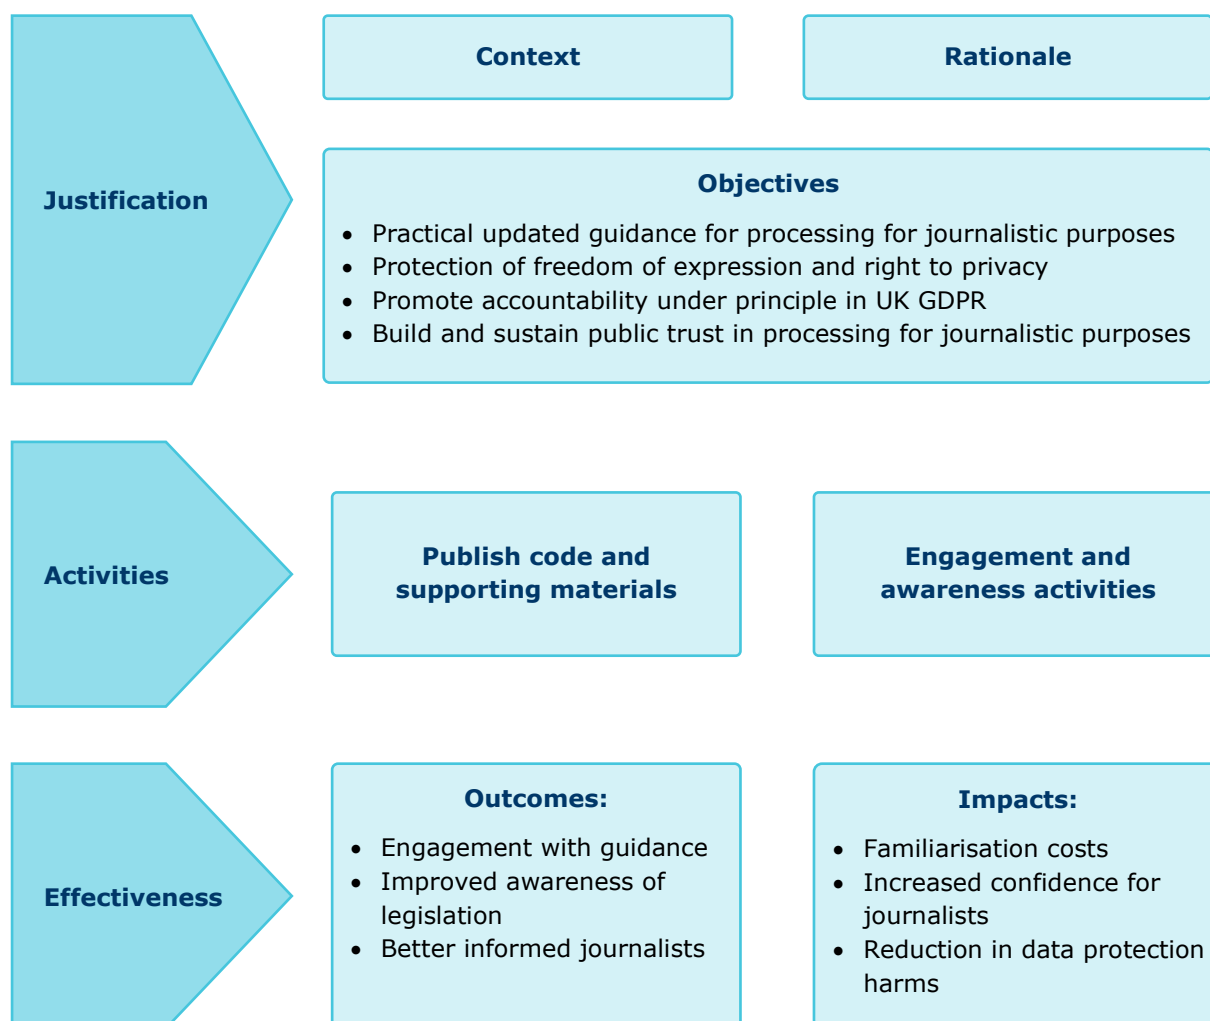 Justification
Context
Rationale
Objectives
• Practical updated guidance for processing for journalistic purposes
• Protection of freedom of expression and right to privacy
• Promote accountability under principle in UK GDPR
• Build and sustain public trust in processing for journalistic purposes
Activities
Publish code and
supporting materials
Engagement and
awareness activities
Effectiveness
Outcomes:
• Engagement with guidance
• Improved awareness of
legislation
• Better informed journalists
Impacts:
• Familiarisation costs
• Increased confidence for
journalists
• Reduction in data protection
harms